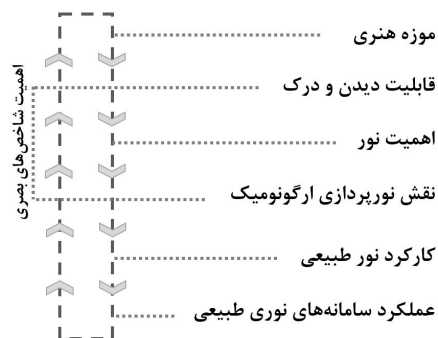 موزه هنری
قابلیت دیدن و درک
اهمیت نور
نقش نورپردازی ارگونومیک
کارکرد نور طبیعی
عملکرد سامانه‌های نوری طبیعی
اهمیت شاخص‌های بصری